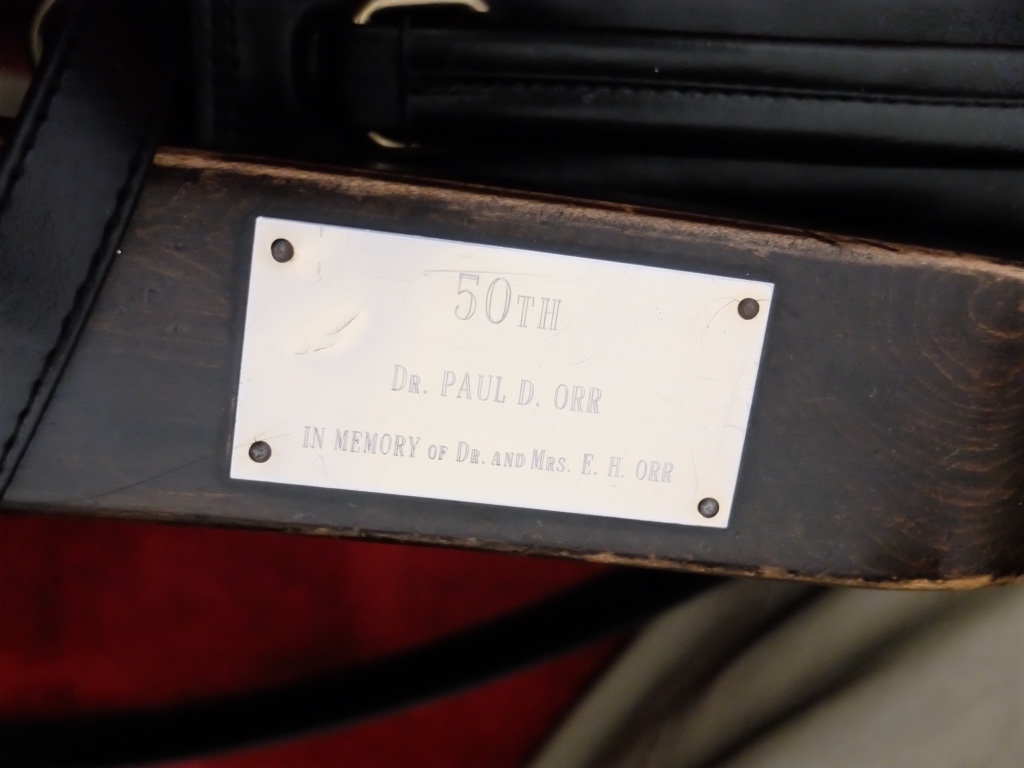 50TH
DR. PAUL D. ORR
IN MEMORY OF DR. AND MRS. E. H. ORR